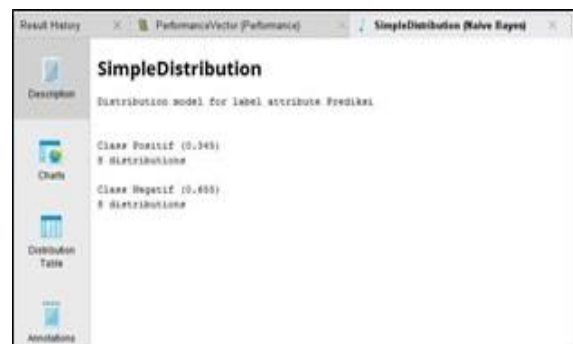 Result History
PerformanceVector (Performance)
SimpleDistribution (Naive Bayes)
Description
SimpleDistribution
Distribution model for label attribute Prediksi
Class Positif (0.345)
8 distributions
Class Negatif (0.655)
8 distributions
Charts
Distribution
Table
Annotations